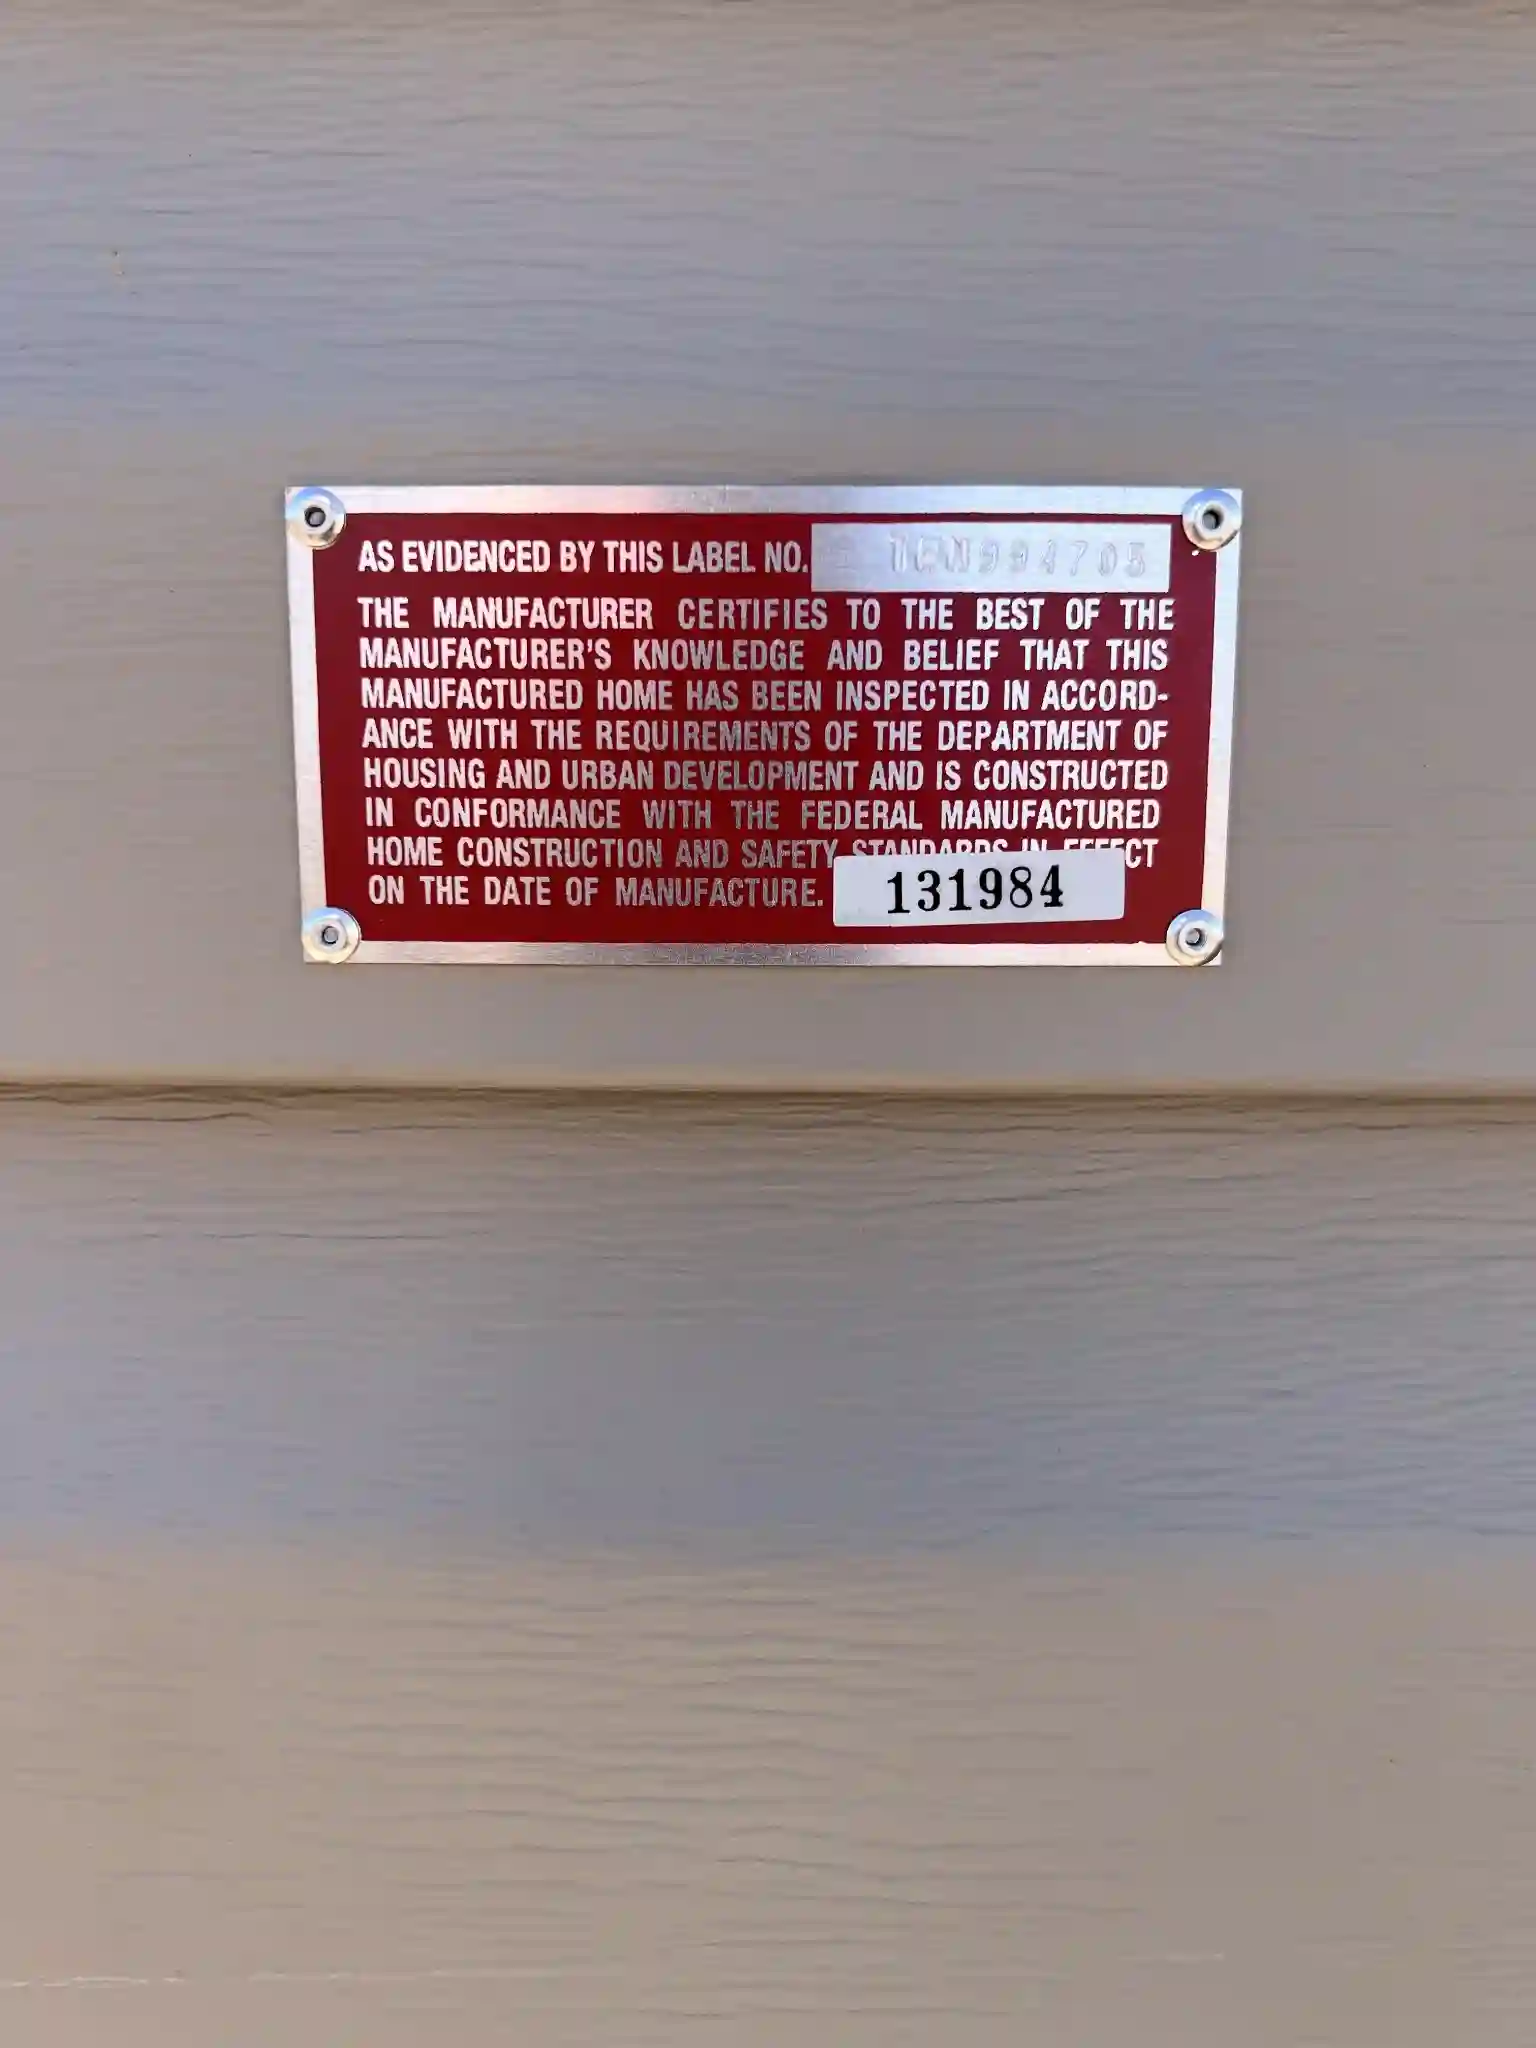 AS EVIDENCED BY THIS LABEL NO.
THE MANUFACTURER CERTIFIES TO THE BEST OF THE
MANUFACTURER'S KNOWLEDGE AND BELIEF THAT THIS
MANUFACTURED HOME HAS BEEN INSPECTED IN ACCORD-
ANCE WITH THE REQUIREMENTS OF THE DEPARTMENT OF
HOUSING AND URBAN DEVELOPMENT AND IS CONSTRUCTED
IN CONFORMANCE WITH THE FEDERAL MANUFACTURED
HOME CONSTRUCTION AND SAFETY STANDARDS IN EFFECT
ON THE DATE OF MANUFACTURE. 131984